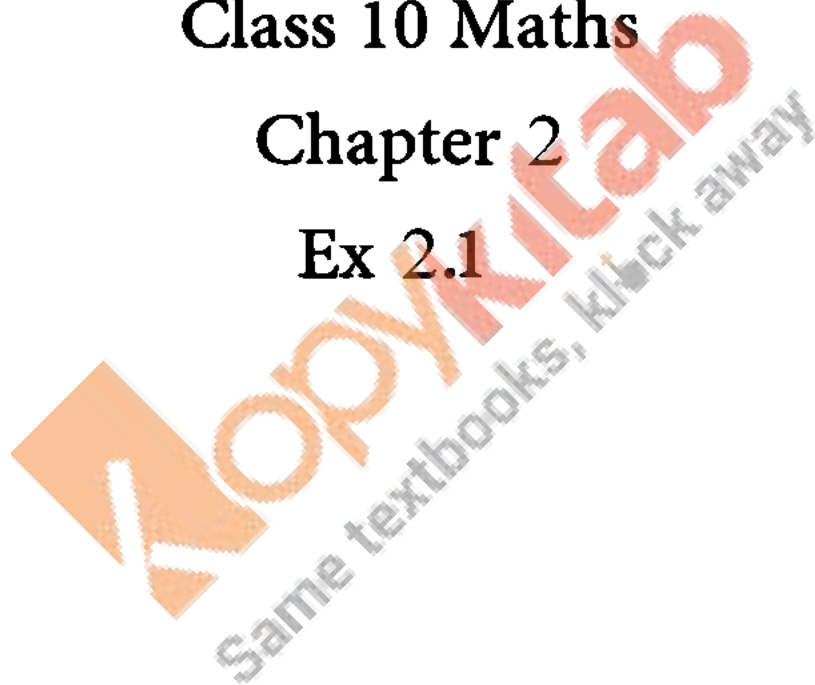 Class 10 Maths
Chapter 2
Ex 2.1
kopykitab
Same textbooks, klick away